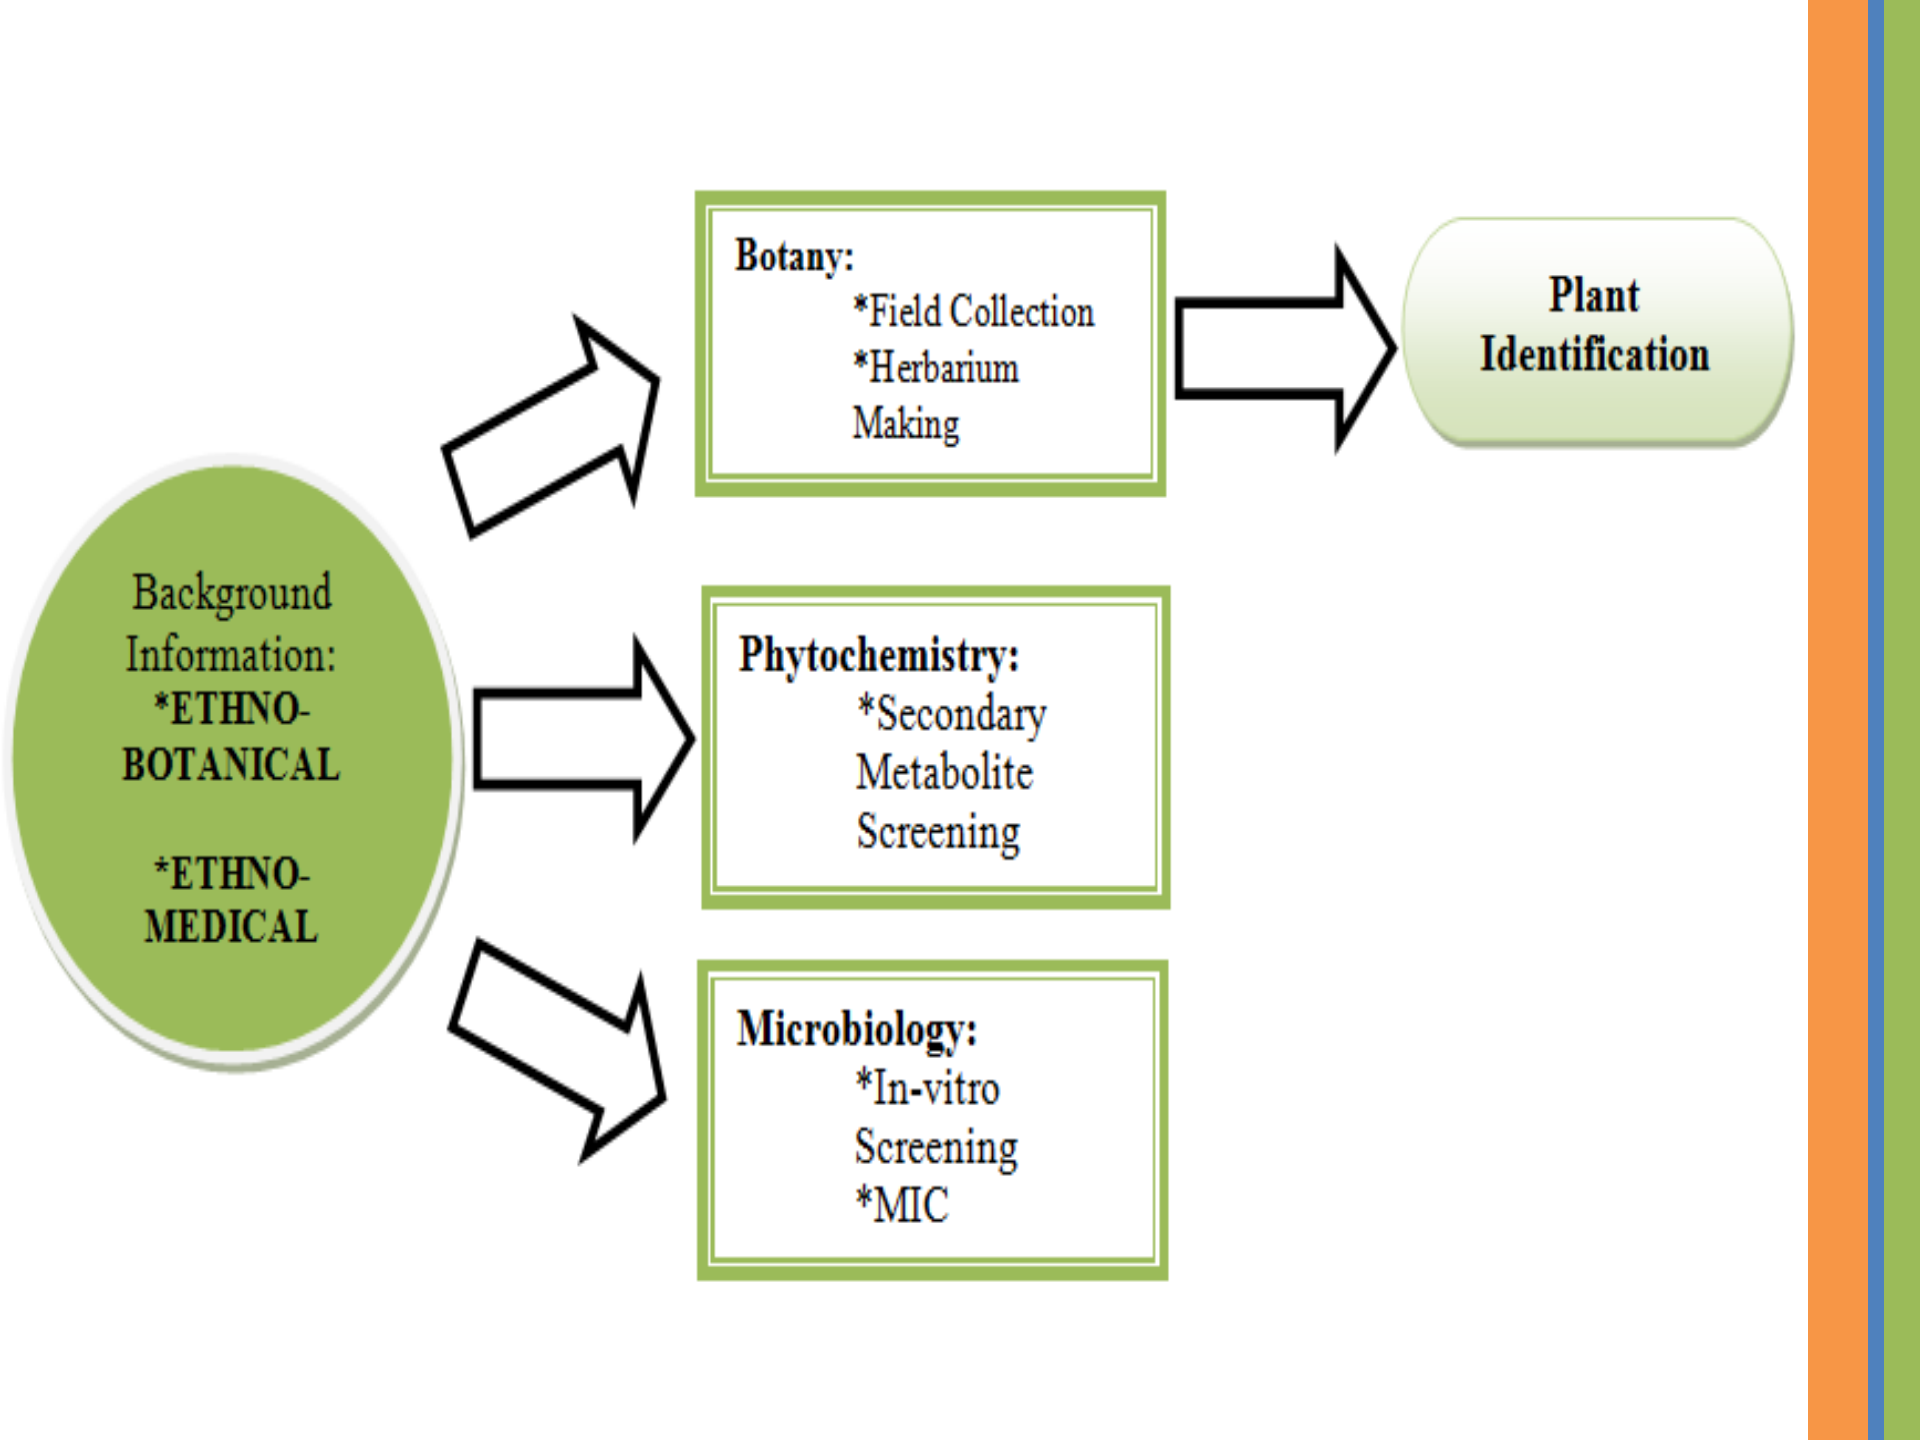 Background
Information:
*ETHNO-
BOTANICAL
*ETHNO-
MEDICAL
Botany:
*Field Collection
*Herbarium
Making
Plant
Identification
Phytochemistry:
*Secondary
Metabolite
Screening
Microbiology:
*In-vitro
Screening
*MIC